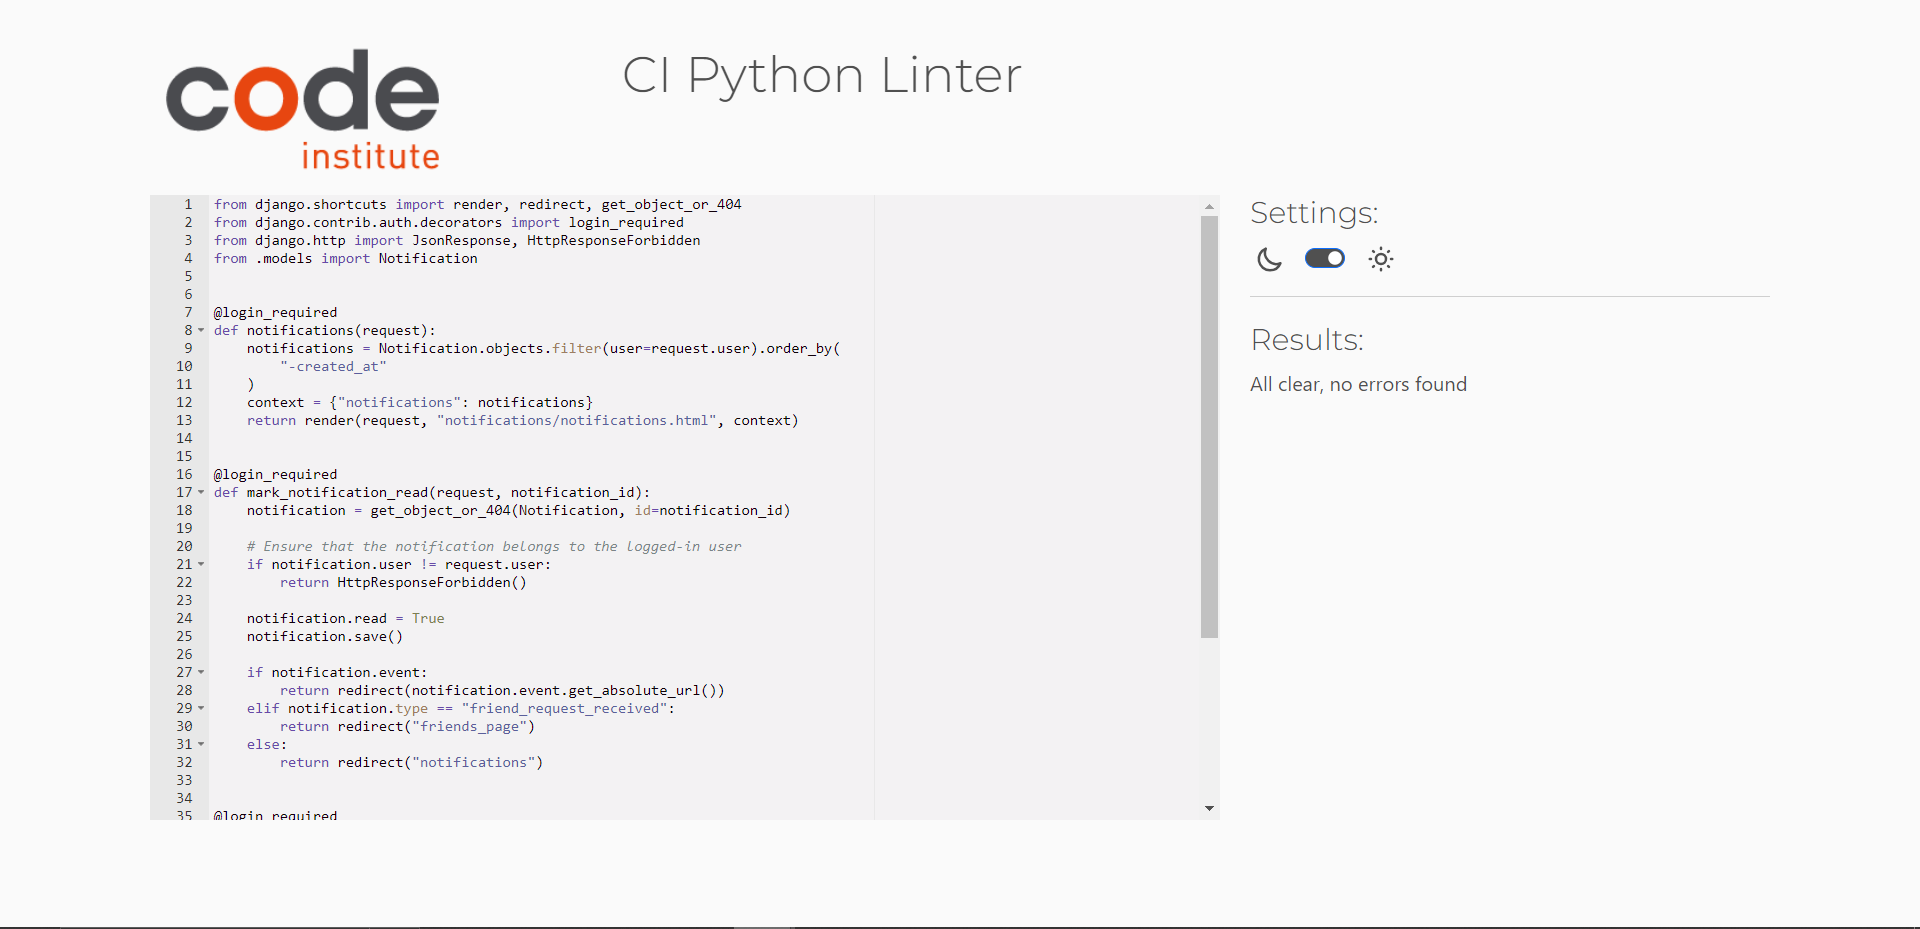 code
institute
CI Python Linter
1 from django.shortcuts import render, redirect, get_object_or_404
2 from django.contrib.auth.decorators import login_required
3 from django.http import JsonResponse, HttpResponseForbidden
4 from .models import Notification
5
6
7 @login_required
8 def notifications(request):
9     notifications = Notification.objects.filter(user=request.user).order_by(
10         "-created_at"
11     )
12     context = {"notifications": notifications}
13     return render(request, "notifications/notifications.html", context)
14
15
16 @login_required
17 def mark_notification_read(request, notification_id):
18     notification = get_object_or_404(Notification, id=notification_id)
19
20     # Ensure that the notification belongs to the logged-in user
21     if notification.user != request.user:
22         return HttpResponseForbidden()
23
24     notification.read = True
25     notification.save()
26
27     if notification.event:
28         return redirect(notification.event.get_absolute_url())
29     elif notification.type == "friend_request_received":
30         return redirect("friends_page")
31     else:
32         return redirect("notifications")
33
34
35 @login_required
Settings:
Results:
All clear, no errors found